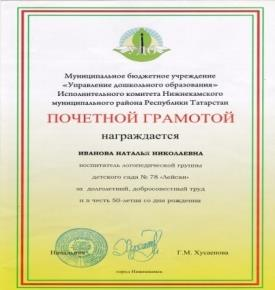 Муниципальное бюджетное учреждение
«Управление дошкольного образования»
Исполнительного комитета Нижнекамского
муниципального района Республики Татарстан
ПОЧЕТНОЙ ГРАМОТОЙ
награждается
ИВАНОВА НАТАЛЬЯ НИКОЛАЕВНА
воспитатель логопедической группы
детского сада № 78 «Лейсян»
за долголетний, добросовестный труд
и в честь 50-летия со дня рождения
Начальник
Г.М.
город Нижнекамск